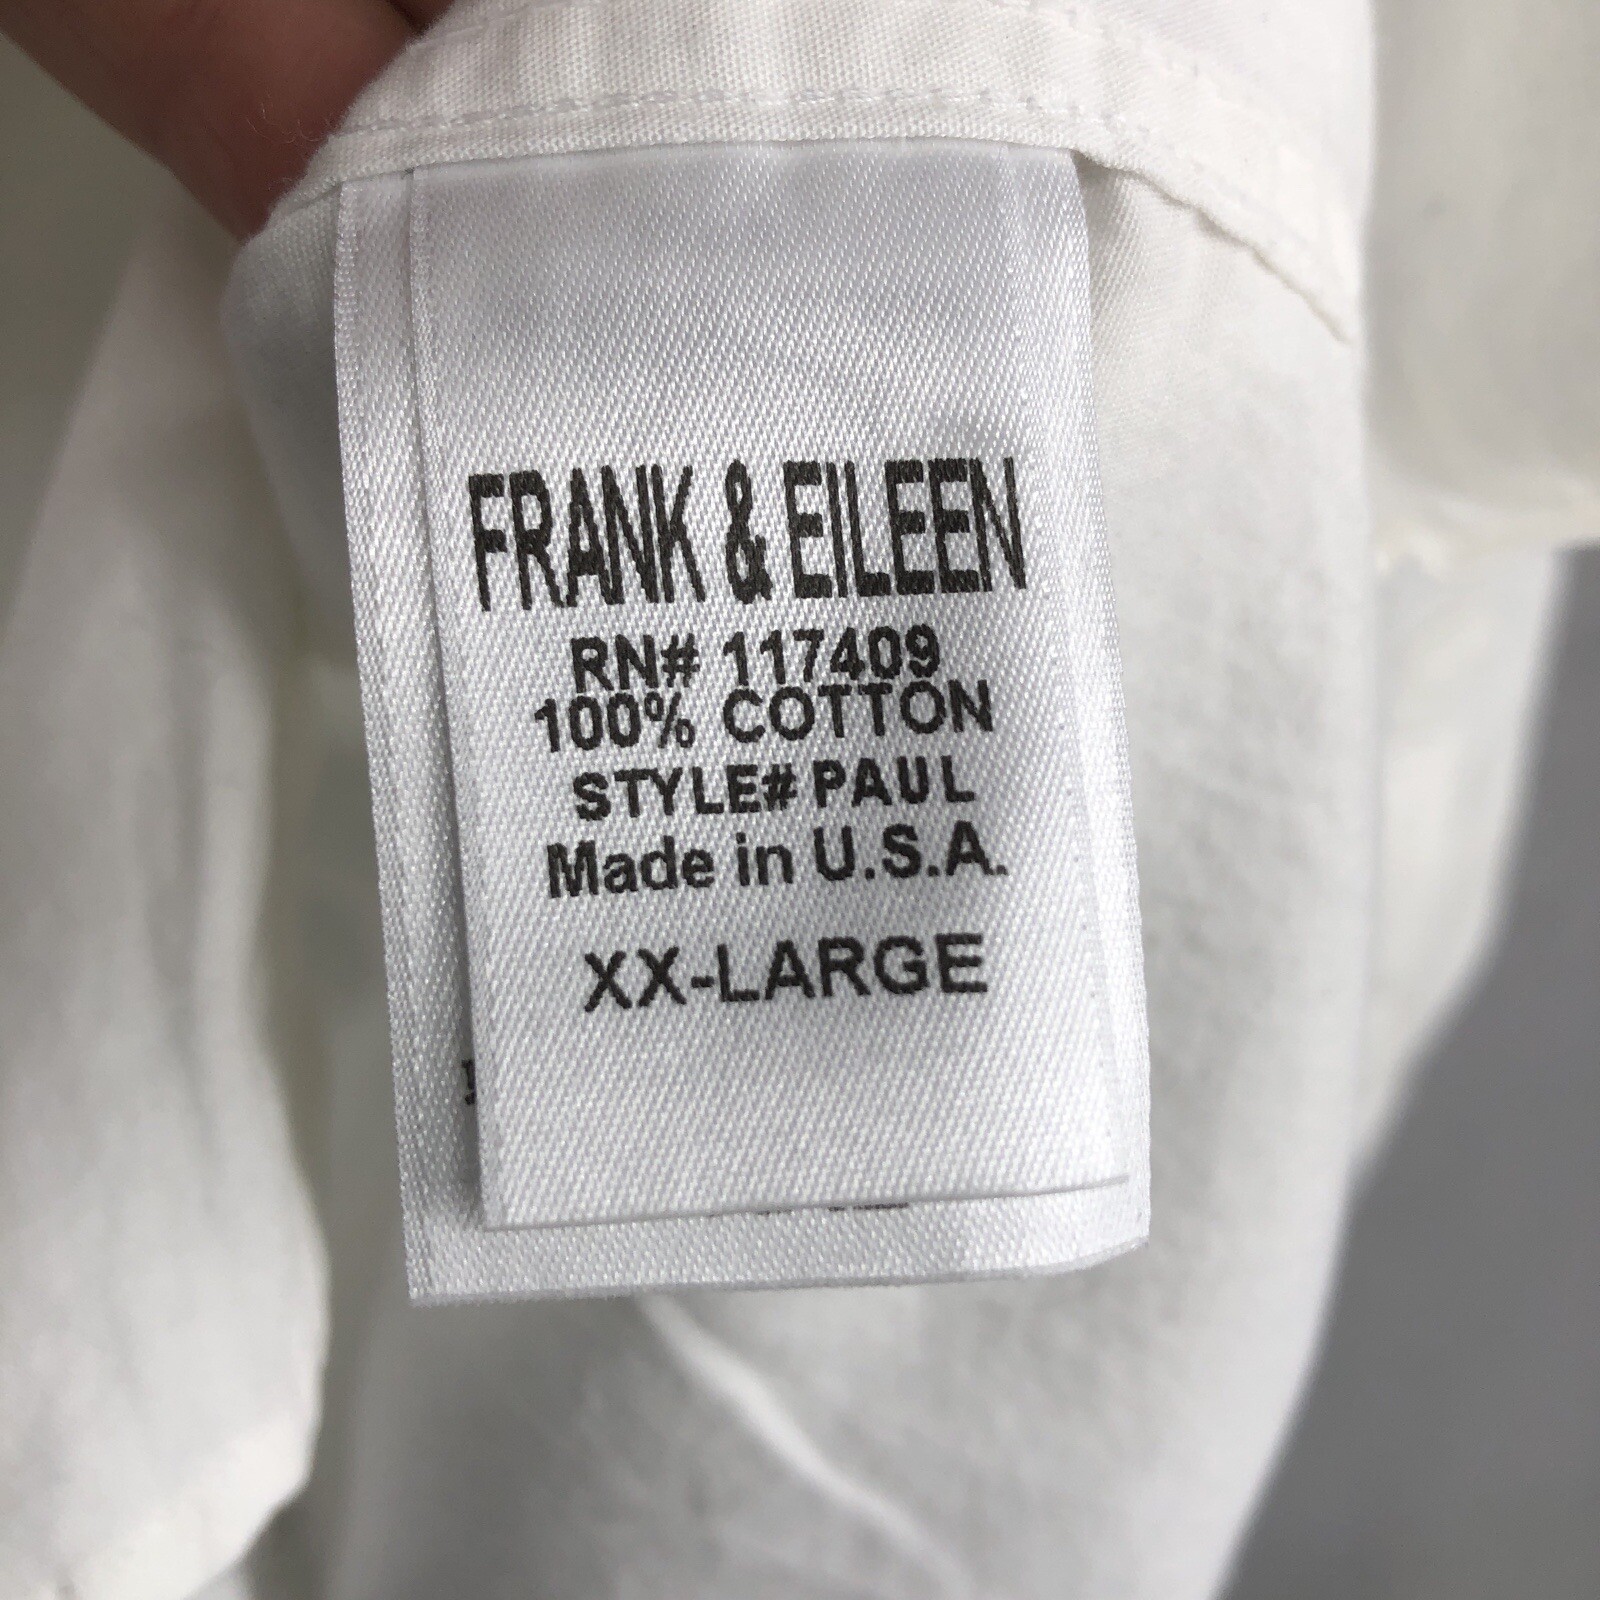 FRANK & EILEEN
RN# 117409
100% COTTON
STYLE# PAUL
Made in U.S.A.
XX-LARGE